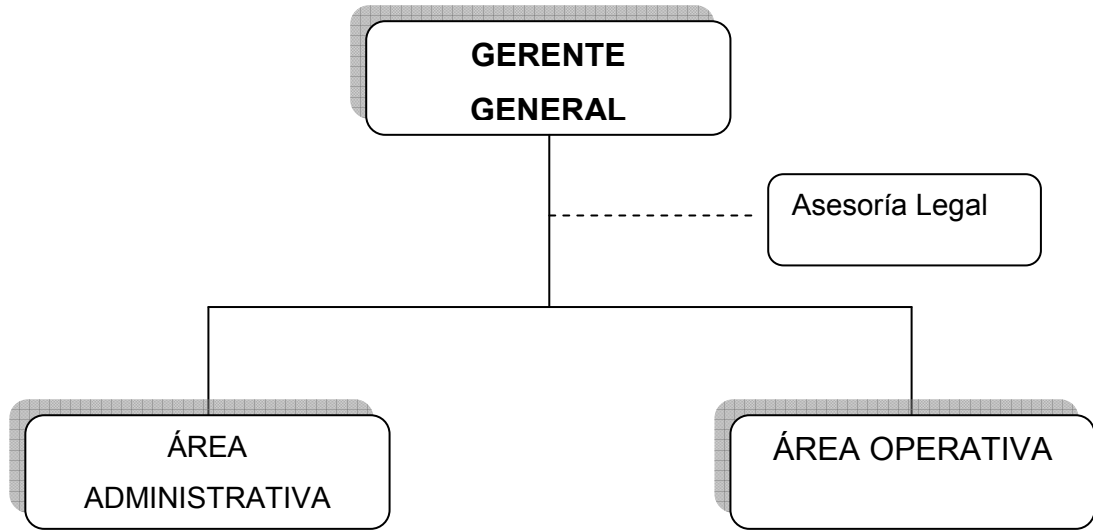 GERENTE
GENERAL
Asesoría Legal
ÁREA
ADMINISTRATIVA
ÁREA OPERATIVA